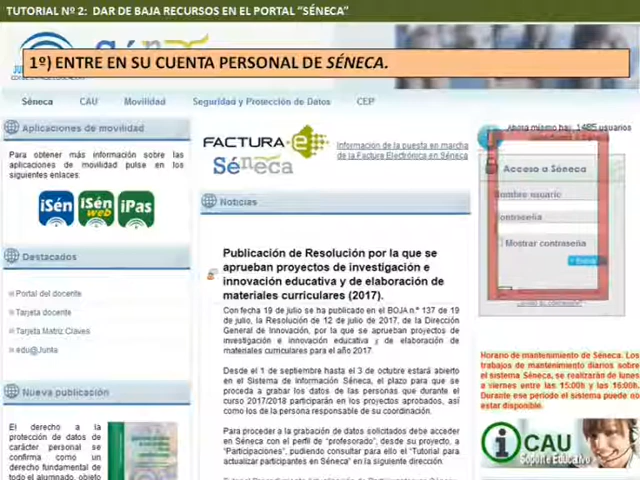 TUTORIAL Nº 2: DAR DE BAJA RECURSOS EN EL PORTAL “SÉNECA”
1º) ENTRE EN SU CUENTA PERSONAL DE SÉNECA.
Séneca CAU Movilidad Seguridad y Protección de Datos CEP
Aplicaciones de movilidad
Para obtener más información sobre las
aplicaciones de movilidad pulse en los
siguientes enlaces:
iSén iSén web iPas
Destacados
Portal del docente
Tarjeta docente
Tarjeta Matriz Claves
edu@Junta
Nueva publicación
El derecho a la
protección de datos de
carácter personal se
confirma como un
derecho fundamental de
todo el alumnado, objeto
FACTURA-e
Séneca
Información de la puesta en marcha
de la Factura Electrónica en Séneca
Noticias
Publicación de Resolución por la que se
aprueban proyectos de investigación e
innovación educativa y de elaboración de
materiales curriculares (2017).
Con fecha 19 de julio se ha publicado en el BOJA n.º 137 de 19
de julio, la Resolución de 12 de julio de 2017, de la Dirección
General de Innovación, por la que se aprueban proyectos de
investigación e innovación educativa y de elaboración de
materiales curriculares para el año 2017.
Desde el 1 de septiembre hasta el 3 de octubre estará abierto
en el Sistema de Información Séneca, el plazo para que se
proceda a grabar los datos de las personas que durante el
curso 2017/2018 participarán en los proyectos aprobados, así
como los de la persona responsable de su coordinación.
Para proceder a la grabación de datos solicitados debe acceder
en Séneca con el perfil de “profesorado”, desde su proyecto, a
“Participaciones”, pudiendo consultar para ello el “Tutorial para
actualizar participantes en Séneca” en la siguiente dirección.
Ahora mismo hay 1485 usuarios
Acceso a Séneca
Nombre usuario
Contraseña
Mostrar contraseña
Entrar
Horario de mantenimiento de Séneca. Los
trabajos de mantenimiento diarios sobre
el sistema Séneca, se realizarán de lunes
a viernes entre las 15:00h y las 16:00h.
Durante ese período el sistema puede no
estar disponible.
CAU
Soporte Educativo